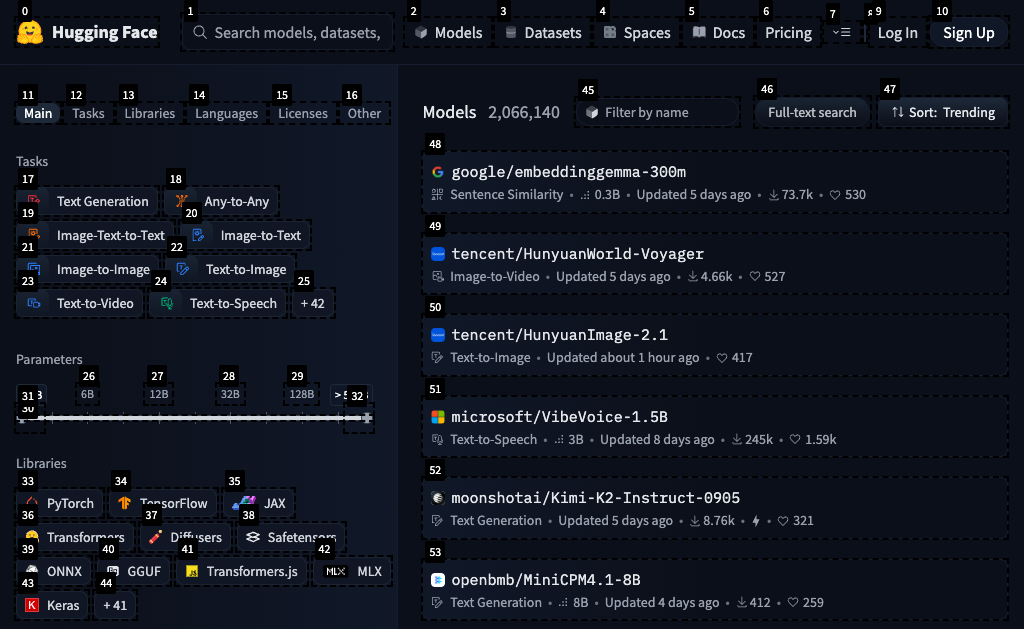 0 1 2 3 4 5 6 7 9 10
Hugging Face Search models, datasets, Models Datasets Spaces Docs Pricing Log In Sign Up
11 12 13 14 15 16
Main Tasks Libraries Languages Licenses Other
Tasks
17 18
Text Generation Any-to-Any
19 20
Image-Text-to-Text Image-to-Text
21 22
Image-to-Image Text-to-Image
23 24 25
Text-to-Video Text-to-Speech +42
Parameters
26 27 28 29
31 6B 12B 32B 128B 32
30
Libraries
33 34 35
PyTorch TensorFlow JAX
36 37 38
Transformers Diffusers Safetensors
39 40 41 42
ONNX GGUF Transformers.js MLX MLX
43 44
Keras +41
45 46 47
Models 2,066,140 Filter by name Full-text search Sort: Trending
48
google/embeddinggemma-300m
Sentence Similarity • 0.3B • Updated 5 days ago • 73.7k • 530
49
tencent/HunyuanWorld-Voyager
Image-to-Video • Updated 5 days ago • 4.66k • 527
50
tencent/HunyuanImage-2.1
Text-to-Image • Updated about 1 hour ago • 417
51
microsoft/VibeVoice-1.5B
Text-to-Speech • 3B • Updated 8 days ago • 245k • 1.59k
52
moonshotai/Kimi-K2-Instruct-0905
Text Generation • Updated 5 days ago • 8.76k • 321
53
openbmb/MiniCPM4.1-8B
Text Generation • 8B • Updated 4 days ago • 412 • 259